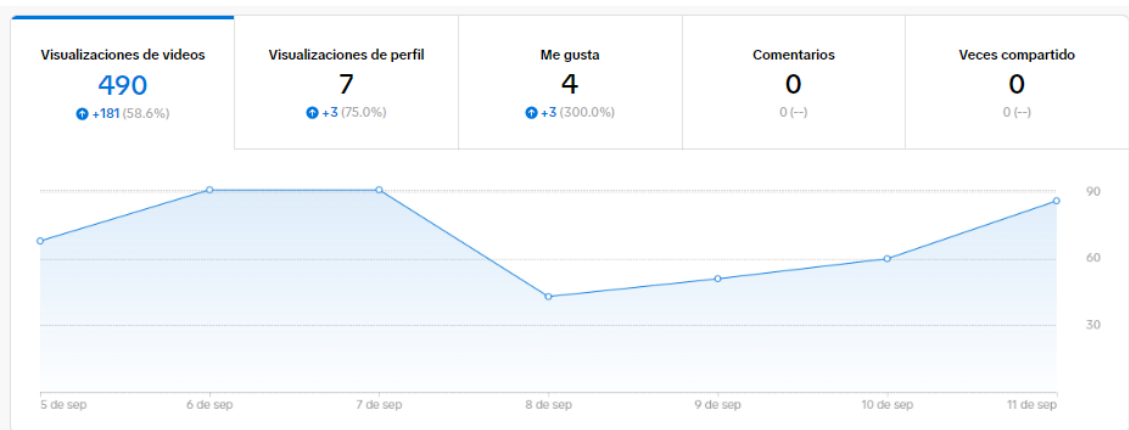 Visualizaciones de videos
490
+181 (58.6%)
Visualizaciones de perfil
7
+3 (75.0%)
Me gusta
4
+3 (300.0%)
Comentarios
0
0 (--)
Veces compartido
0
0 (--)
90
60
30
5 de sep
6 de sep
7 de sep
8 de sep
9 de sep
10 de sep
11 de sep